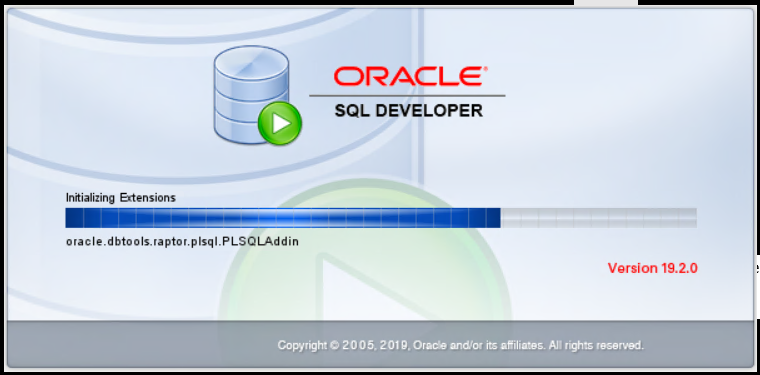 ORACLE®
SQL DEVELOPER
Initializing Extensions
oracle.dbtools.raptor.plsql.PLSQLAddin
Version 19.2.0
Copyright © 2005, 2019, Oracle and/or its affiliates. All rights reserved.